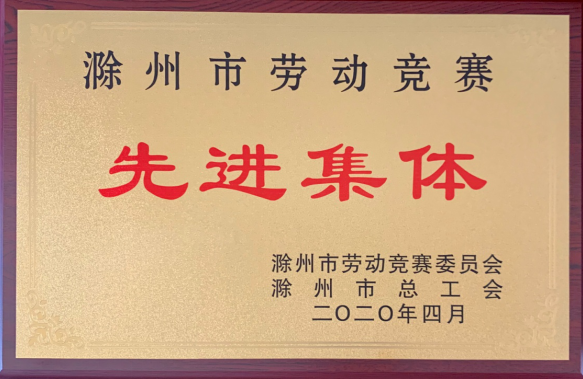 滁州市劳动竞赛
先进集体
滁州市劳动竞赛委员会
滁州市总工会
二〇二〇年四月